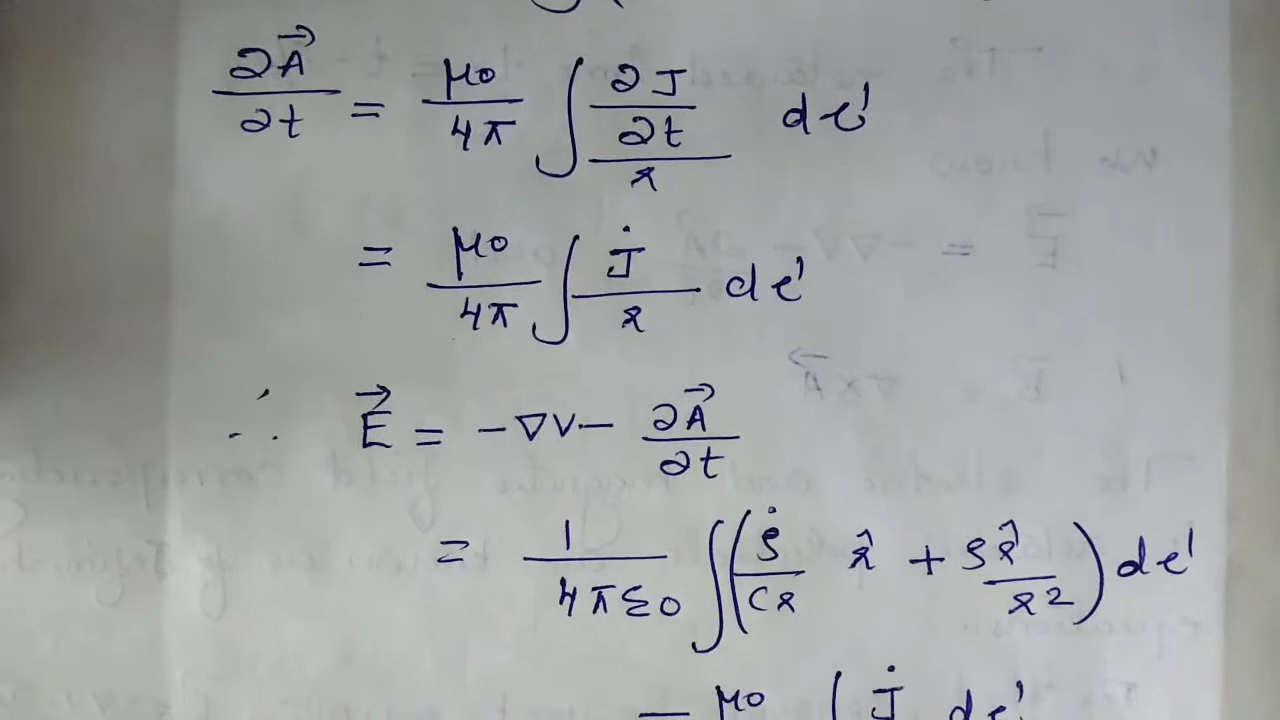 ∂A⃗/∂t = μ0/4π ∫ (∂J/∂t)/𝓇 dτ'
= μ0/4π ∫ J̇/𝓇 dτ'
∴ E⃗ = -∇V - ∂A⃗/∂t
= 1/4πε0 ∫ (ρ̇/c𝓇 𝓇̂ + ρ𝓇̂/𝓇²) dτ'
- μ0 ∫ J̇ dτ'